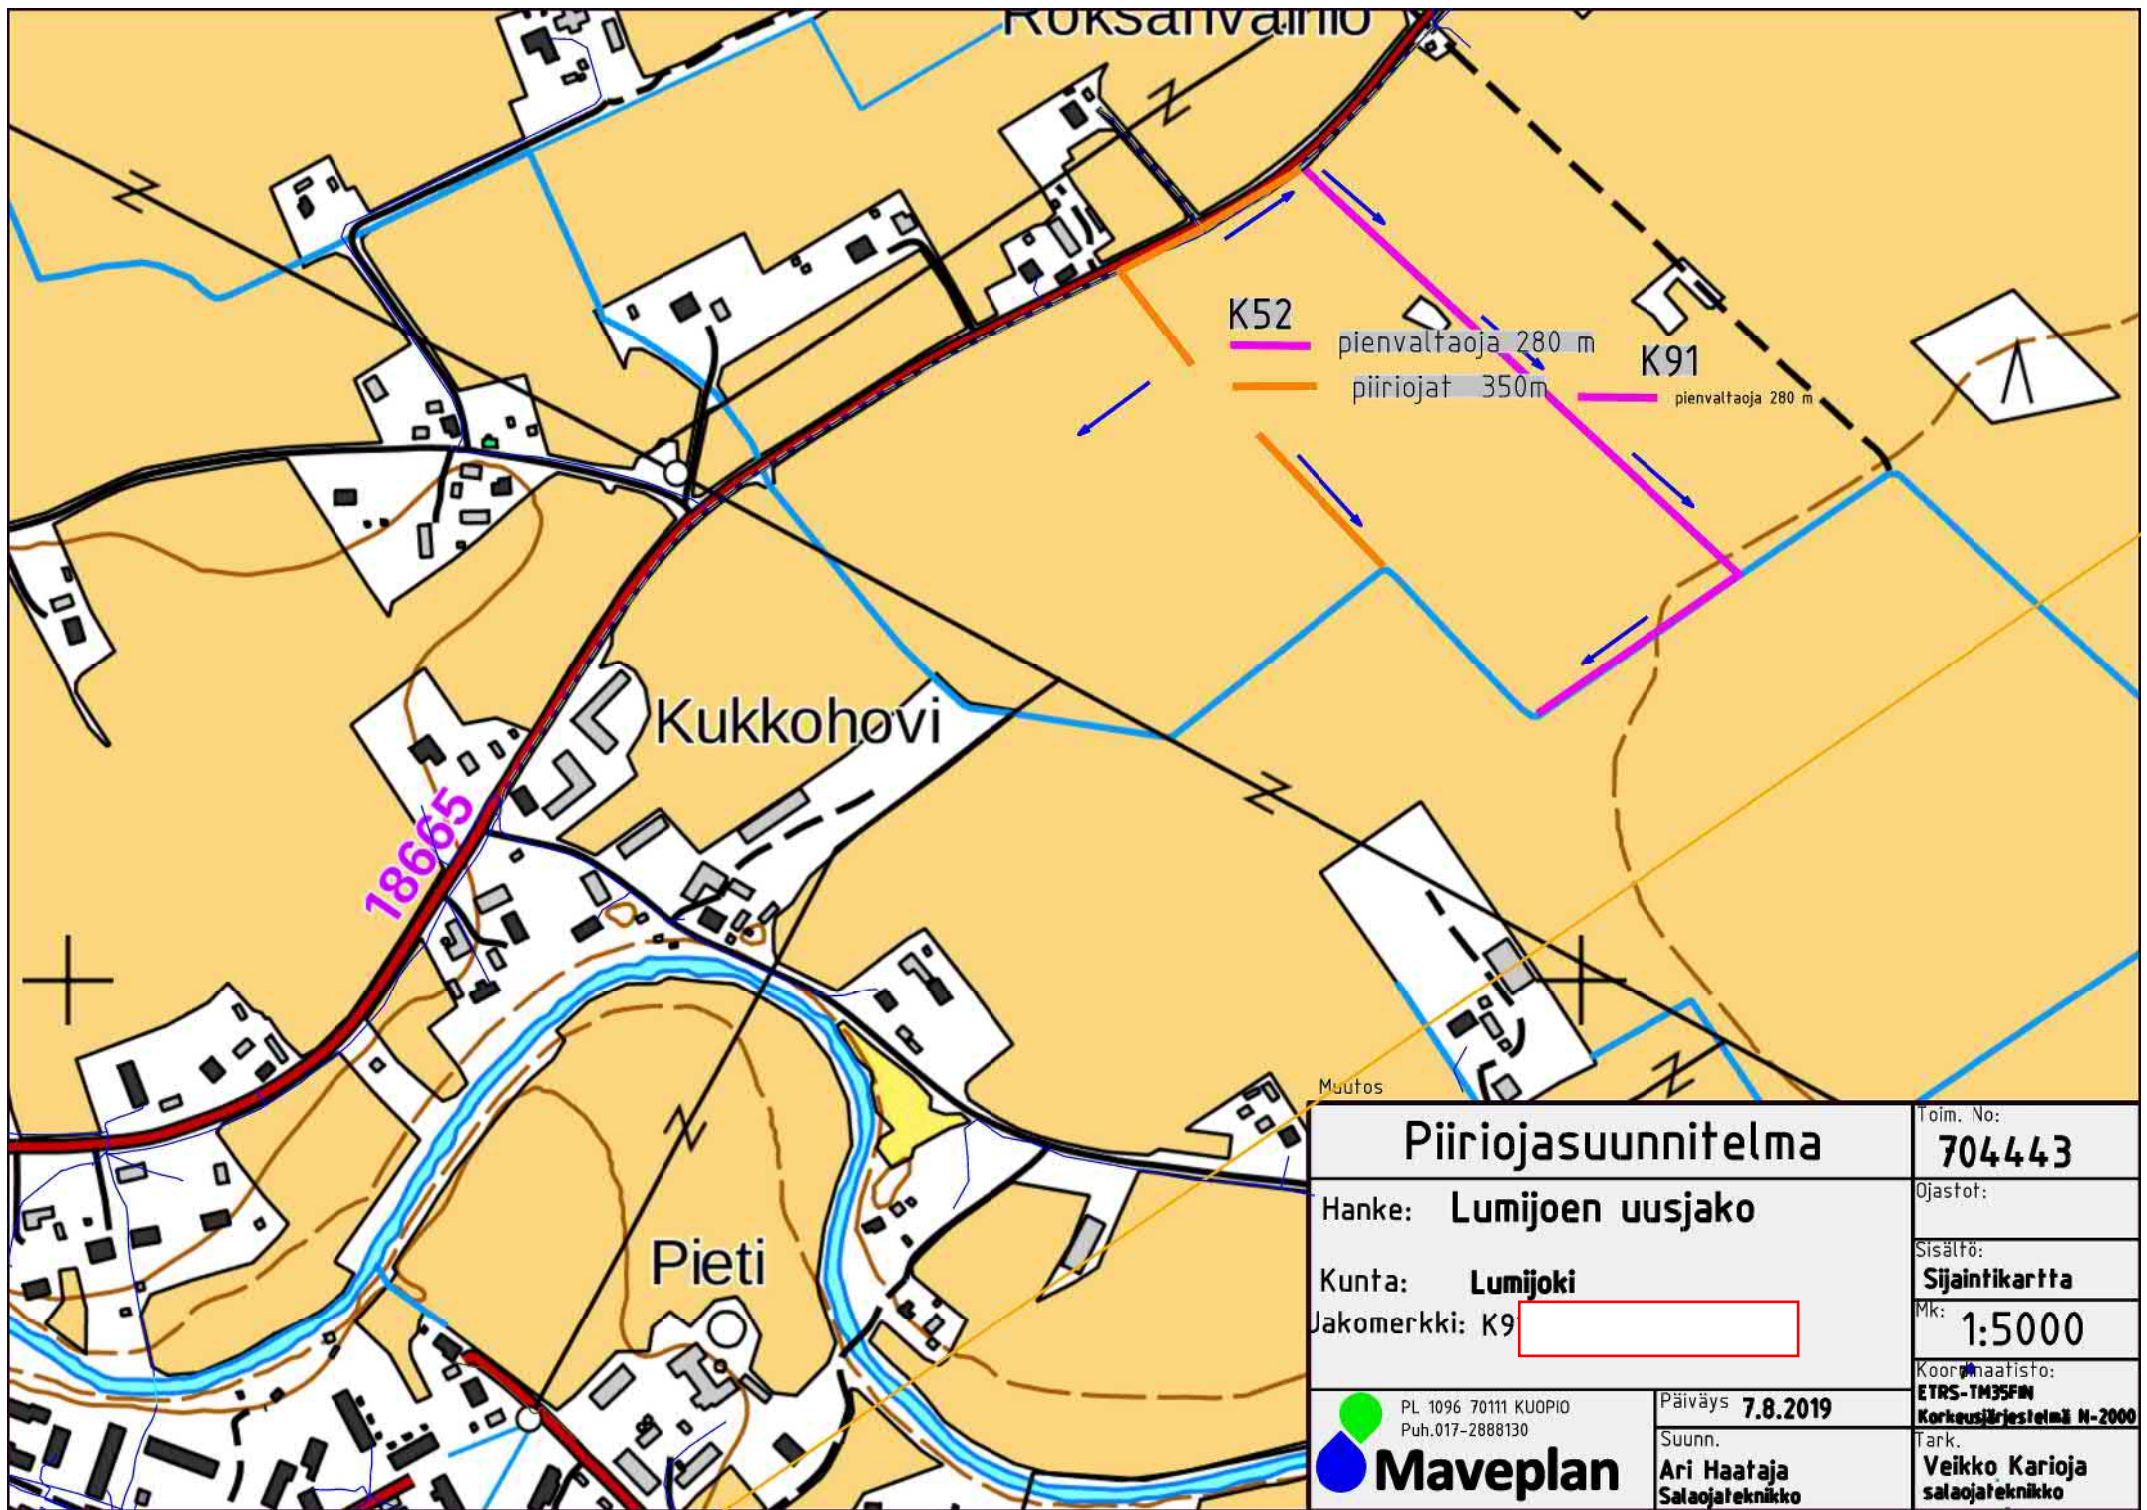 Roksanvainio
K52
pienvaltaoja 280 m
K91
piiriojat 350m
pienvaltaoja 280 m
Kukkohovi
18665
Pieti
Muutos
Piiriojasuunnitelma
Toim. No:
704443
Hanke: Lumijoen uusjako
Ojastot:
Sisältö:
Sijaintikartta
Kunta: Lumijoki
Jakomerkki: K9
Mk: 1:5000
Koordinaatisto:
ETRS-TM35FIN
Korkeusjärjestelmä N-2000
PL 1096 70111 KUOPIO
Puh.017-2888130
Maveplan
Päiväys 7.8.2019
Suunn.
Ari Haataja
Salaojateknikko
Tark.
Veikko Karioja
salaojateknikko